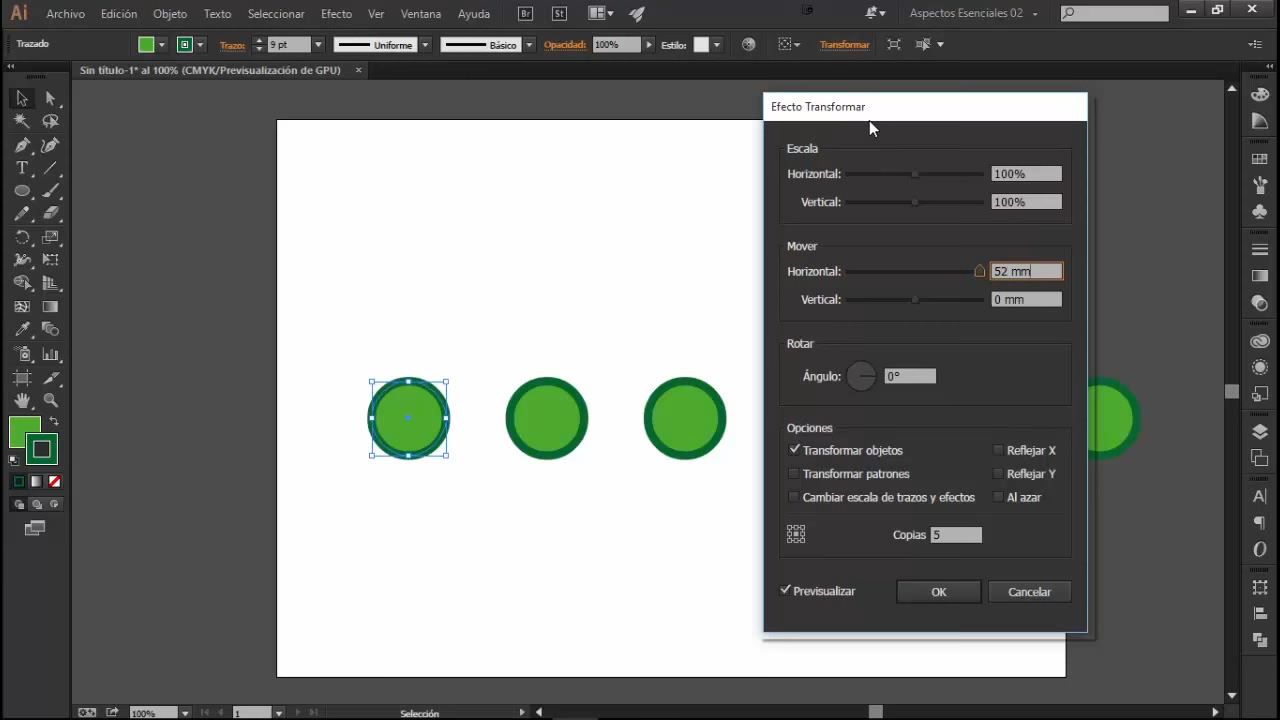 Ai Archivo Edición Objeto Texto Seleccionar Efecto Ver Ventana Ayuda Br St Aspectos Esenciales 02
Trazado Trazo: 9 pt Uniforme Básico Opacidad: 100% Estilo: Transformar
Sin título-1* al 100% (CMYK/Previsualización de GPU) ×
Efecto Transformar
Escala
Horizontal: 100%
Vertical: 100%
Mover
Horizontal: 52 mm
Vertical: 0 mm
Rotar
Ángulo: 0°
Opciones
Transformar objetos Reflejar X
Transformar patrones Reflejar Y
Cambiar escala de trazos y efectos Al azar
Copias 5
Previsualizar OK Cancelar
100% 1 Selección